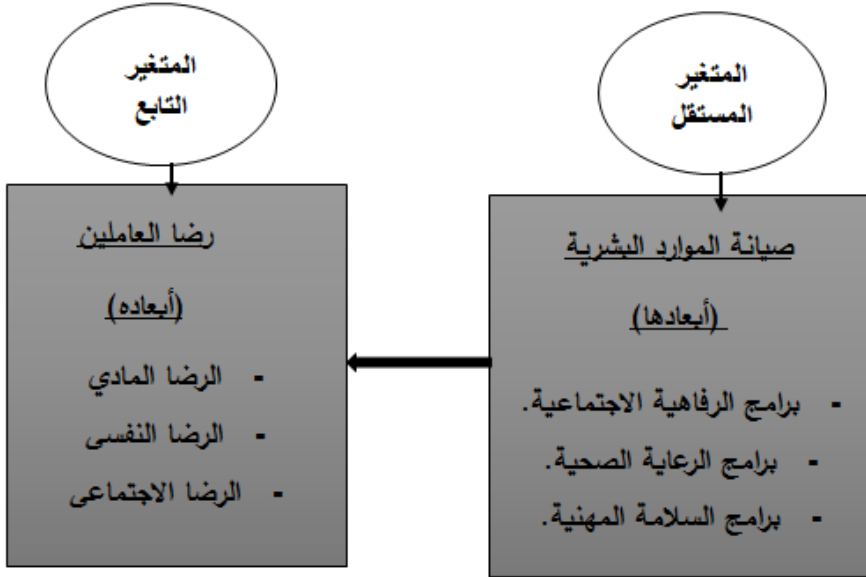 المتغير
المستقل
صيانة الموارد البشرية
(أبعادها)
- برامج الرفاهية الاجتماعية.
- برامج الرعاية الصحية.
- برامج السلامة المهنية.
المتغير
التابع
رضا العاملين
(أبعاده)
- الرضا المادي
- الرضا النفسى
- الرضا الاجتماعى